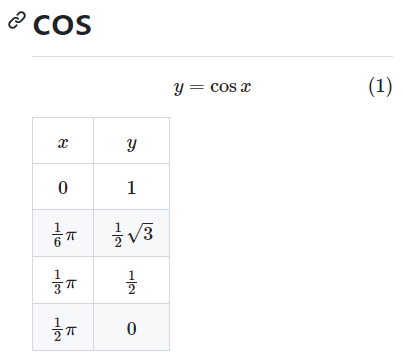 COS
y = cos x (1)
x y
0 1
1/6 π 1/2 √3
1/3 π 1/2
1/2 π 0